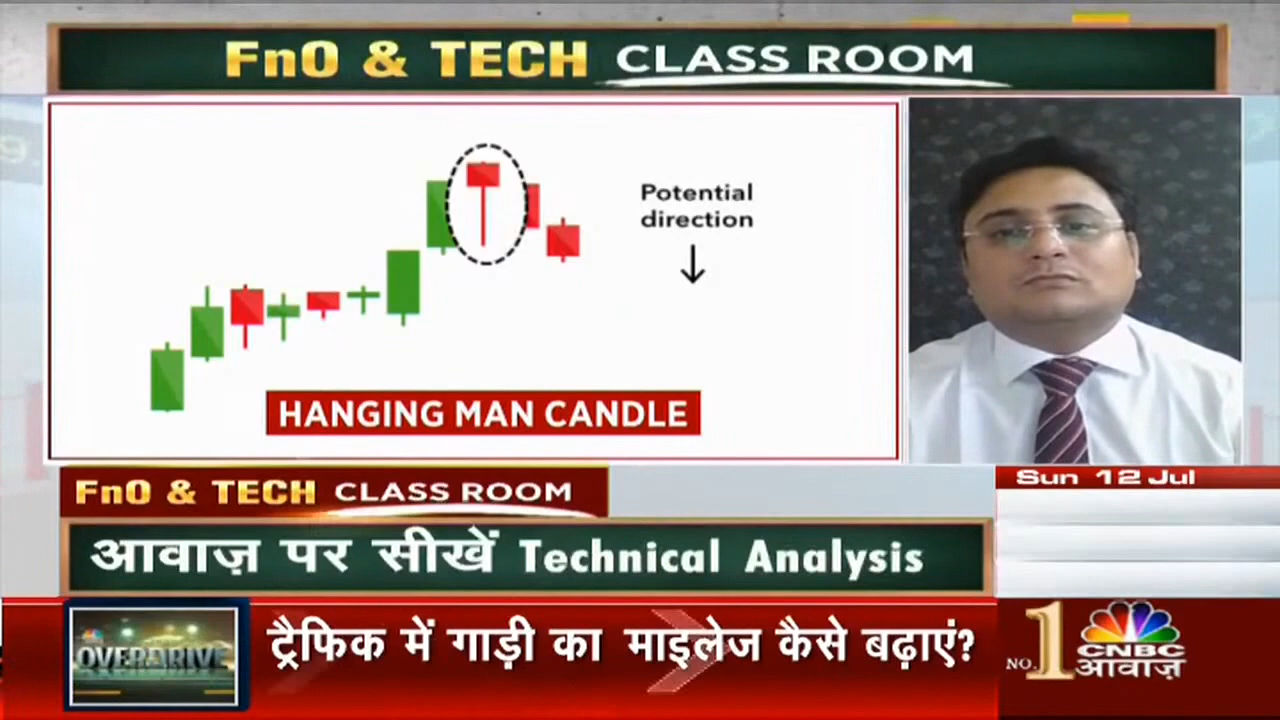 FnO & TECH CLASS ROOM
Potential
direction
HANGING MAN CANDLE
FnO & TECH CLASS ROOM
Sun 12 Jul
आवाज़ पर सीखें Technical Analysis
OVERDRIVE
ट्रैफिक में गाड़ी का माइलेज कैसे बढ़ाएं?
NO.1
CNBC
आवाज़